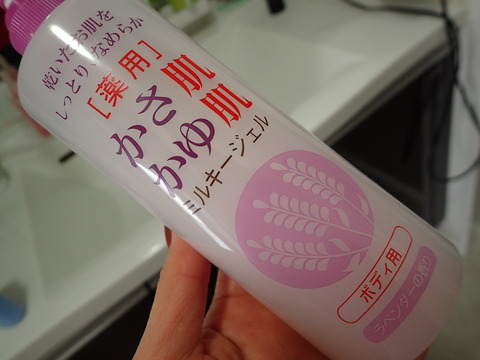 乾いたお肌を
しっとり・なめらか
[薬用]
かさ肌
かゆ肌
ミルキージェル
ボディ用
ラベンダーの香り